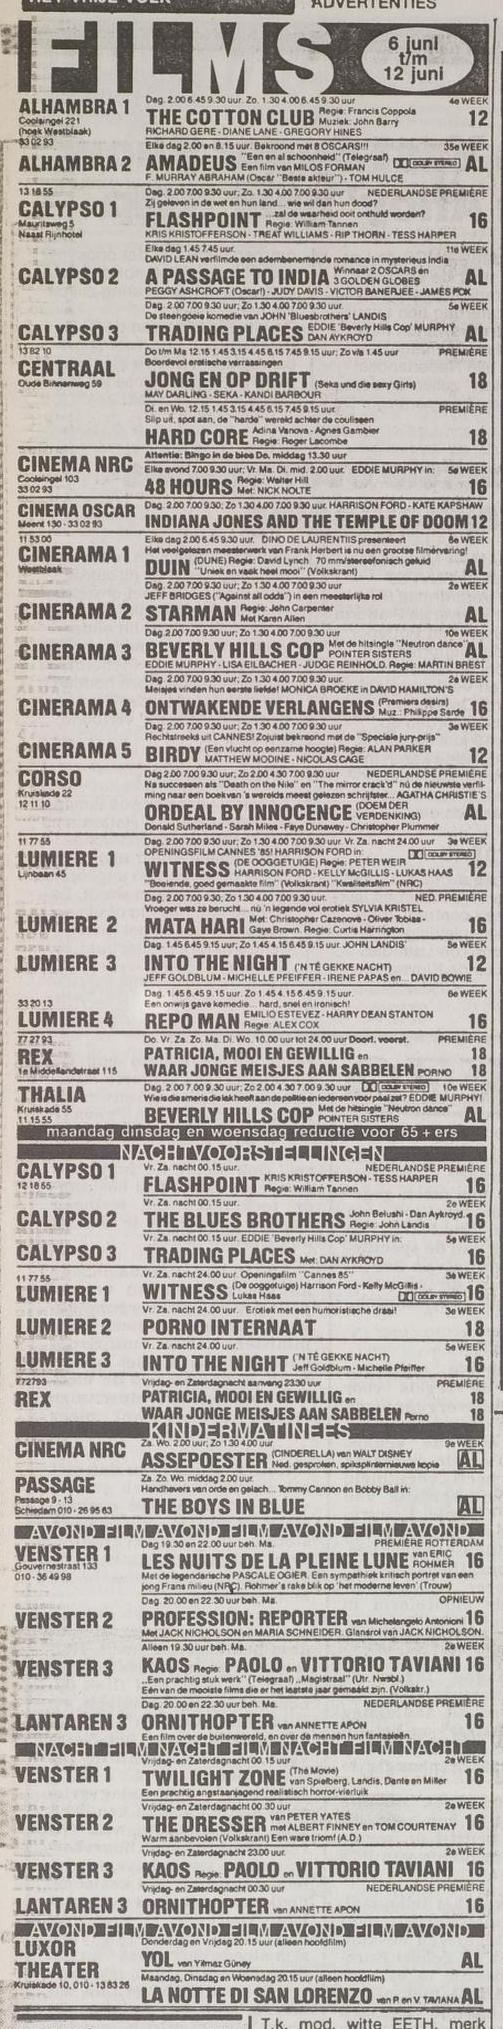 HET VRIJE VOLK
ADVERTENTIES
FILMS
6 juni
t/m
12 juni
ALHAMBRA 1
Coolsingel 221
(hoek Westblaak)
33 02 93
Dag. 2.00 6.45 9.30 uur. Zo. 1.30 4.00 6.45 9.30 uur
4e WEEK
THE COTTON CLUB
Regie: Francis Coppola
Muziek: John Barry
12
RICHARD GERE - DIANE LANE - GREGORY HINES
Elke dag 2.00 en 8.15 uur. Bekroond met 8 OSCARS!!!
35e WEEK
ALHAMBRA 2
AMADEUS
"Een en al schoonheid" (Telegraaf)
Een film van MILOS FORMAN
DOLBY STEREO
AL
F. MURRAY ABRAHAM (Oscar "Beste akteur") - TOM HULCE
13 18 55
CALYPSO 1
Mauritsweg 5
Naast Rijnhotel
Dag. 2.00 7.00 9.30 uur; Zo. 1.30 4.00 7.00 9.30 uur
NEDERLANDSE PREMIÈRE
Zij geloven in de wet en hun land... wie wil dan hun dood?
FLASHPOINT
...zal de waarheid ooit onthuld worden?
Regie: William Tannen
16
KRIS KRISTOFFERSON - TREAT WILLIAMS - RIP THORN - TESS HARPER
Elke dag 1.45 7.45 uur.
11e WEEK
DAVID LEAN verfilmde een adembenemende romance in mysterieus India
CALYPSO 2
A PASSAGE TO INDIA
Winnaar 2 OSCARS en
3 GOLDEN GLOBES
AL
PEGGY ASHCROFT (Oscar!) - JUDY DAVIS - VICTOR BANERJEE - JAMES FOX
Dag. 2.00 7.00 9.30 uur; Zo 1.30 4.00 7.00 9.30 uur
5e WEEK
De steengoeie komedie van JOHN 'Bluesbrothers' LANDIS
CALYPSO 3
TRADING PLACES
EDDIE 'Beverly Hills Cop' MURPHY
DAN AYKROYD
AL
13 82 10
CENTRAAL
Oude Binnenweg 59
Do t/m Ma 12.15 1.45 3.15 4.45 6.15 7.45 9.15 uur; Zo v/a 1.45 uur
PREMIÈRE
Boordevol erotische verrassingen
JONG EN OP DRIFT (Seka und die sexy Girls)
18
MAY DARLING - SEKA - KANDI BARBOUR
Di. en Wo. 12.15 1.45 3.15 4.45 6.15 7.45 9.15 uur.
PREMIÈRE
Slip uit, spot aan, de "harde" wereld achter de coulissen
HARD CORE
Adina Vanova - Agnes Gambier
Regie: Roger Lacombe
18
Attentie: Bingo in de bios Do. middag 13.30 uur
CINEMA NRC
Coolsingel 103
33 02 93
Elke avond 7.00 9.30 uur; Vr. Ma. Di. mid. 2.00 uur. EDDIE MURPHY in:
5e WEEK
48 HOURS
Regie: Walter Hill
Met: NICK NOLTE
16
CINEMA OSCAR
Meent 130 - 33 02 93
Dag. 2.00 7.00 9.30; Zo 1.30 4.00 7.00 9.30 uur. HARRISON FORD - KATE KAPSHAW
INDIANA JONES AND THE TEMPLE OF DOOM 12
11 53 00
CINERAMA 1
Westblaak
Elke dag 2.00 6.45 9.30 uur. DINO DE LAURENTIIS presenteert
6e WEEK
Het veelgelezen meesterwerk van Frank Herbert is nu een grootse filmervaring!
DUIN
(DUNE) Regie: David Lynch 70 mm/stereofonisch geluid
"Uniek en vaak heel mooi" (Volkskrant)
AL
Dag. 2.00 7.00 9.30 uur; Zo 1.30 4.00 7.00 9.30 uur
2e WEEK
JEFF BRIDGES ("Against all odds") in een meesterlijke rol
CINERAMA 2
STARMAN
Regie: John Carpenter
Met Karen Allen
AL
Dag. 2.00 7.00 9.30 uur; Zo 1.30 4.00 7.00 9.30 uur
10e WEEK
CINERAMA 3
BEVERLY HILLS COP
Met de hitsingle "Neutron dance"
POINTER SISTERS
AL
EDDIE MURPHY - LISA EILBACHER - JUDGE REINHOLD. Regie: MARTIN BREST
Dag. 2.00 7.00 9.30 uur; Zo 1.30 4.00 7.00 9.30 uur
2e WEEK
Meisjes vinden hun eerste liefde! MONICA BROEKE in DAVID HAMILTON'S
CINERAMA 4
ONTWAKENDE VERLANGENS
(Premiers desirs)
Muz.: Philippe Sarde
16
Dag. 2.00 7.00 9.30 uur; Zo 1.30 4.00 7.00 9.30 uur
3e WEEK
Rechtstreeks uit CANNES! Zojuist bekroond met de "Speciale jury-prijs"
CINERAMA 5
BIRDY
(Een vlucht op eenzame hoogte) Regie: ALAN PARKER
MATTHEW MODINE - NICOLAS CAGE
12
CORSO
Kruiskade 22
12 11 10
Dag 2.00 7.00 9.30 uur; Zo 2.00 4.30 7.00 9.30 uur
NEDERLANDSE PREMIÈRE
Na successen als "Death on the Nile" en "The mirror crack'd" nú de nieuwste verfil-
ming naar een boek van 's werelds meest gelezen schrijfster... AGATHA CHRISTIE'S
ORDEAL BY INNOCENCE
(DOEM DER
VERDENKING)
AL
Donald Sutherland - Sarah Miles - Faye Dunaway - Christopher Plummer
11 77 55
LUMIERE 1
Lijnbaan 45
Dag. 2.00 7.00 9.30 uur; Zo 1.30 4.00 7.00 9.30 uur. Vr. Za. nacht 24.00 uur
3e WEEK
OPENINGSFILM CANNES '85! HARRISON FORD in:
DOLBY STEREO
WITNESS
(DE OOGGETUIGE) Regie: PETER WEIR
HARRISON FORD - KELLY McGILLIS - LUKAS HAAS
12
"Boeiende, goed gemaakte film" (Volkskrant) "Kwaliteitsfilm" (NRC)
Dag. 2.00 7.00 9.30; Zo 1.30 4.00 7.00 9.30 uur
NED. PREMIÈRE
Vroeger was ze berucht... nu 'n legende vol erotiek SYLVIA KRISTEL
LUMIERE 2
MATA HARI
Met: Christopher Cazenove - Oliver Tobias -
Gaye Brown. Regie: Curtis Harrington
16
Dag. 1.45 6.45 9.15 uur; Zo 1.45 4.15 6.45 9.15 uur. JOHN LANDIS'
5e WEEK
LUMIERE 3
INTO THE NIGHT
('N TÉ GEKKE NACHT)
12
JEFF GOLDBLUM - MICHELLE PFEIFFER - IRENE PAPAS en... DAVID BOWIE
Dag. 1.45 6.45 9.15 uur; Zo 1.45 4.15 6.45 9.15 uur.
6e WEEK
33 20 13
Een onwijs gave komedie... hard, snel en ironisch!
LUMIERE 4
REPO MAN
EMILIO ESTEVEZ - HARRY DEAN STANTON
Regie: ALEX COX
16
77 27 93
REX
1e Middellandstraat 115
Do. Vr. Za. Zo. Ma. Di. Wo. 10.00 uur tot 24.00 uur Doorl. voorst.
PREMIÈRE
PATRICIA, MOOI EN GEWILLIG en
18
WAAR JONGE MEISJES AAN SABBELEN PORNO
18
THALIA
Kruiskade 55
11.15 55
Dag. 2.00 7.00 9.30 uur; Zo 2.00 4.30 7.00 9.30 uur
DOLBY STEREO
10e WEEK
EDDIE MURPHY!
BEVERLY HILLS COP
Met de hitsingle "Neutron dance"
POINTER SISTERS
AL
maandag dinsdag en woensdag reductie voor 65 + ers
NACHTVOORSTELLINGEN
CALYPSO 1
12 18 55
Vr. Za. nacht 00.15 uur.
NEDERLANDSE PREMIÈRE
FLASHPOINT
KRIS KRISTOFFERSON - TESS HARPER
Regie: William Tannen
16
Vr. Za. nacht 00.15 uur.
2e WEEK
CALYPSO 2
THE BLUES BROTHERS
John Belushi - Dan Aykroyd.
Regie: John Landis
16
Vr. Za. nacht 00.15 uur. EDDIE 'Beverly Hills Cop' MURPHY in:
5e WEEK
CALYPSO 3
TRADING PLACES Met: DAN AYKROYD
16
11 77 55
LUMIERE 1
Vr. Za. nacht 24.00 uur. Openingsfilm "Cannes 85"
3e WEEK
WITNESS
(De ooggetuige) Harrison Ford - Kelly McGillis -
Lukas Haas
DOLBY STEREO
16
Vr. Za. nacht 24.00 uur. Erotiek met een humoristische draai!
3e WEEK
LUMIERE 2
PORNO INTERNAAT
18
Vr. Za. nacht 24.00 uur.
5e WEEK
LUMIERE 3
INTO THE NIGHT
('N TÉ GEKKE NACHT)
Jeff Goldblum - Michelle Pfeiffer
16
772793
REX
Vrijdag- en Zaterdagnacht aanvang 23.30 uur
PREMIÈRE
PATRICIA, MOOI EN GEWILLIG en
18
WAAR JONGE MEISJES AAN SABBELEN Porno
18
KINDERMATINEES
CINEMA NRC
Za. Wo. 2.00 uur; Zo 1.30 4.00 uur
9e WEEK
ASSEPOESTER
(CINDERELLA) van WALT DISNEY
Ned. gesproken, spiksplinternieuwe kopie
AL
PASSAGE
Passage 9 - 13
Schiedam 010 - 26 95 63
Za. Zo. Wo. middag 2.00 uur.
Handhavers van orde en gelach... Tommy Cannon en Bobby Ball in:
THE BOYS IN BLUE
AL
AVOND FILM AVOND FILM AVOND FILM AVOND
VENSTER 1
Gouvernestraat 133
010 - 36 49 98
Dag 19.30 en 22.00 uur beh. Ma.
PREMIÈRE ROTTERDAM
LES NUITS DE LA PLEINE LUNE
van ERIC
ROHMER
16
Met de legendarische PASCALE OGIER. Een sympathiek kritisch portret van een
jong Frans milieu (NRC). Rohmer's rake blik op 'het moderne leven' (Trouw)
Dag. 20.00 en 22.30 uur beh. Ma.
OPNIEUW
VENSTER 2
PROFESSION: REPORTER van Michelangelo Antonioni 16
Met JACK NICHOLSON en MARIA SCHNEIDER. Glansrol van JACK NICHOLSON.
Alleen 19.30 uur beh. Ma.
2e WEEK
VENSTER 3
KAOS Regie: PAOLO en VITTORIO TAVIANI 16
„Een prachtig stuk werk" (Telegraaf) „Magistraal" (Utr. Nwsbl.)
Eén van de mooiste films die er het laatste jaar gemaakt zijn. (Volkskr.)
Dag. 20.00 en 22.30 uur beh. Ma.
NEDERLANDSE PREMIÈRE
LANTAREN 3
ORNITHOPTER van ANNETTE APON
16
Een film over de buitenwereld, en over de mensen hun fantasieën.
NACHT FILM NACHT FILM NACHT FILM NACHT
Vrijdag- en Zaterdagnacht 00.15 uur
2e WEEK
VENSTER 1
TWILIGHT ZONE
(The Movie)
van Spielberg, Landis, Dante en Miller
16
Een prachtig angstaanjagend realistisch horror-vierluik
Vrijdag- en Zaterdagnacht 00.30 uur
2e WEEK
VENSTER 2
THE DRESSER
van PETER YATES
met ALBERT FINNEY en TOM COURTENAY
16
Warm aanbevolen (Volkskrant) Een ware triomf (A.D.)
Vrijdag- en Zaterdagnacht 23.00 uur.
2e WEEK
VENSTER 3
KAOS Regie: PAOLO en VITTORIO TAVIANI 16
Vrijdag- en Zaterdagnacht 00.30 uur
NEDERLANDSE PREMIÈRE
LANTAREN 3
ORNITHOPTER van ANNETTE APON
16
AVOND FILM AVOND FILM AVOND FILM AVOND
LUXOR
THEATER
Kruiskade 10, 010 - 13 83 26
Donderdag en Vrijdag 20.15 uur (alleen hoofdfilm)
YOL van Yilmaz Güney
AL
Maandag, Dinsdag en Woensdag 20.15 uur (alleen hoofdfilm)
LA NOTTE DI SAN LORENZO van P. en V. TAVIANA AL
T.k. mod. witte EETH. merk